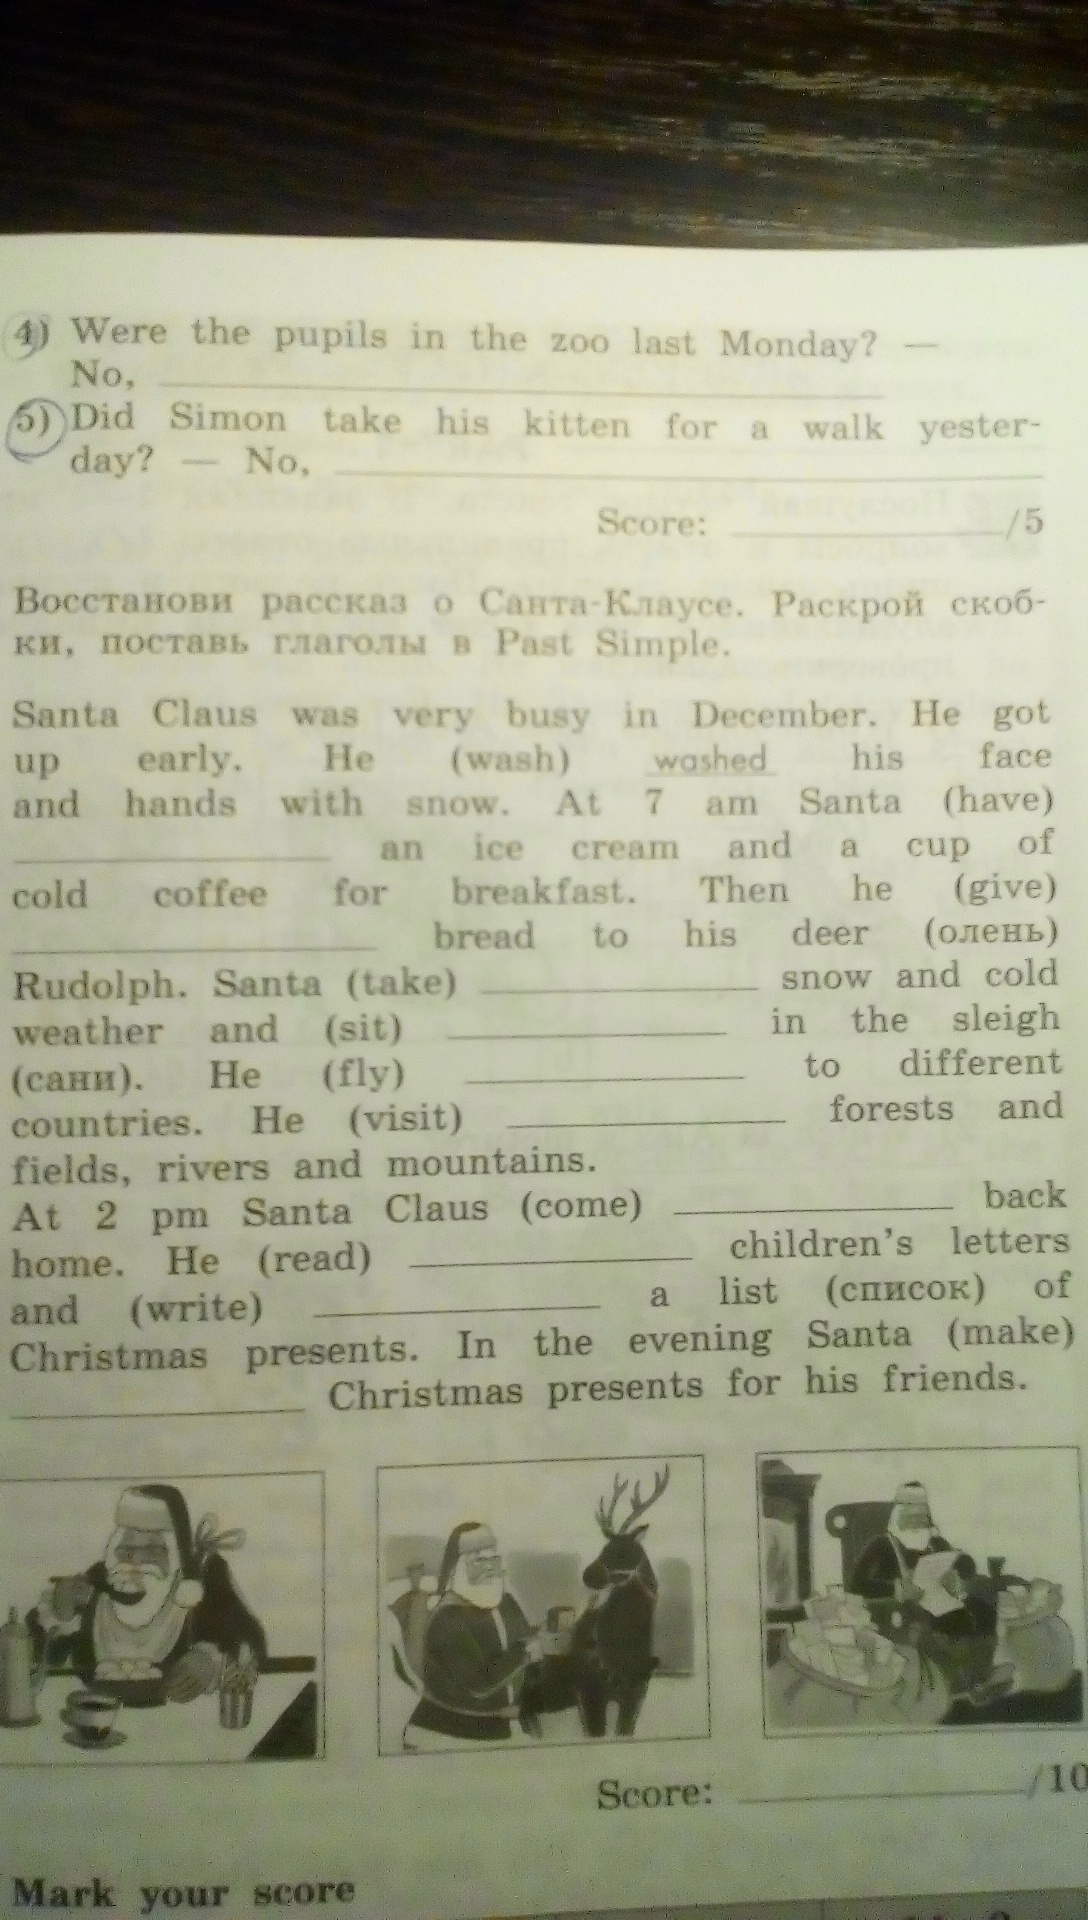 4) Were the pupils in the zoo last Monday? —
No,
5) Did Simon take his kitten for a walk yester-
day? — No,
Score: /5
Восстанови рассказ о Санта-Клаусе. Раскрой скоб-
ки, поставь глаголы в Past Simple.
Santa Claus was very busy in December. He got
up early. He (wash) washed his face
and hands with snow. At 7 am Santa (have)
an ice cream and a cup of
cold coffee for breakfast. Then he (give)
bread to his deer (олень)
Rudolph. Santa (take) snow and cold
weather and (sit) in the sleigh
(сани). He (fly) to different
countries. He (visit) forests and
fields, rivers and mountains.
At 2 pm Santa Claus (come) back
home. He (read) children's letters
and (write) a list (список) of
Christmas presents. In the evening Santa (make)
Christmas presents for his friends.
Score: /10
Mark your score